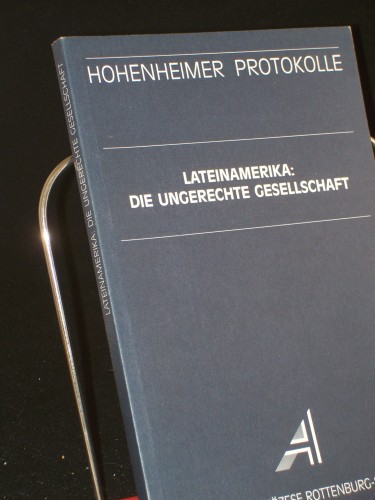 HOHENHEIMER PROTOKOLLE
LATEINAMERIKA:
DIE UNGERECHTE GESELLSCHAFT
ROTTENBURG-
LATEINAMERIKA: DIE UNGERECHTE GESELLSCHAFT